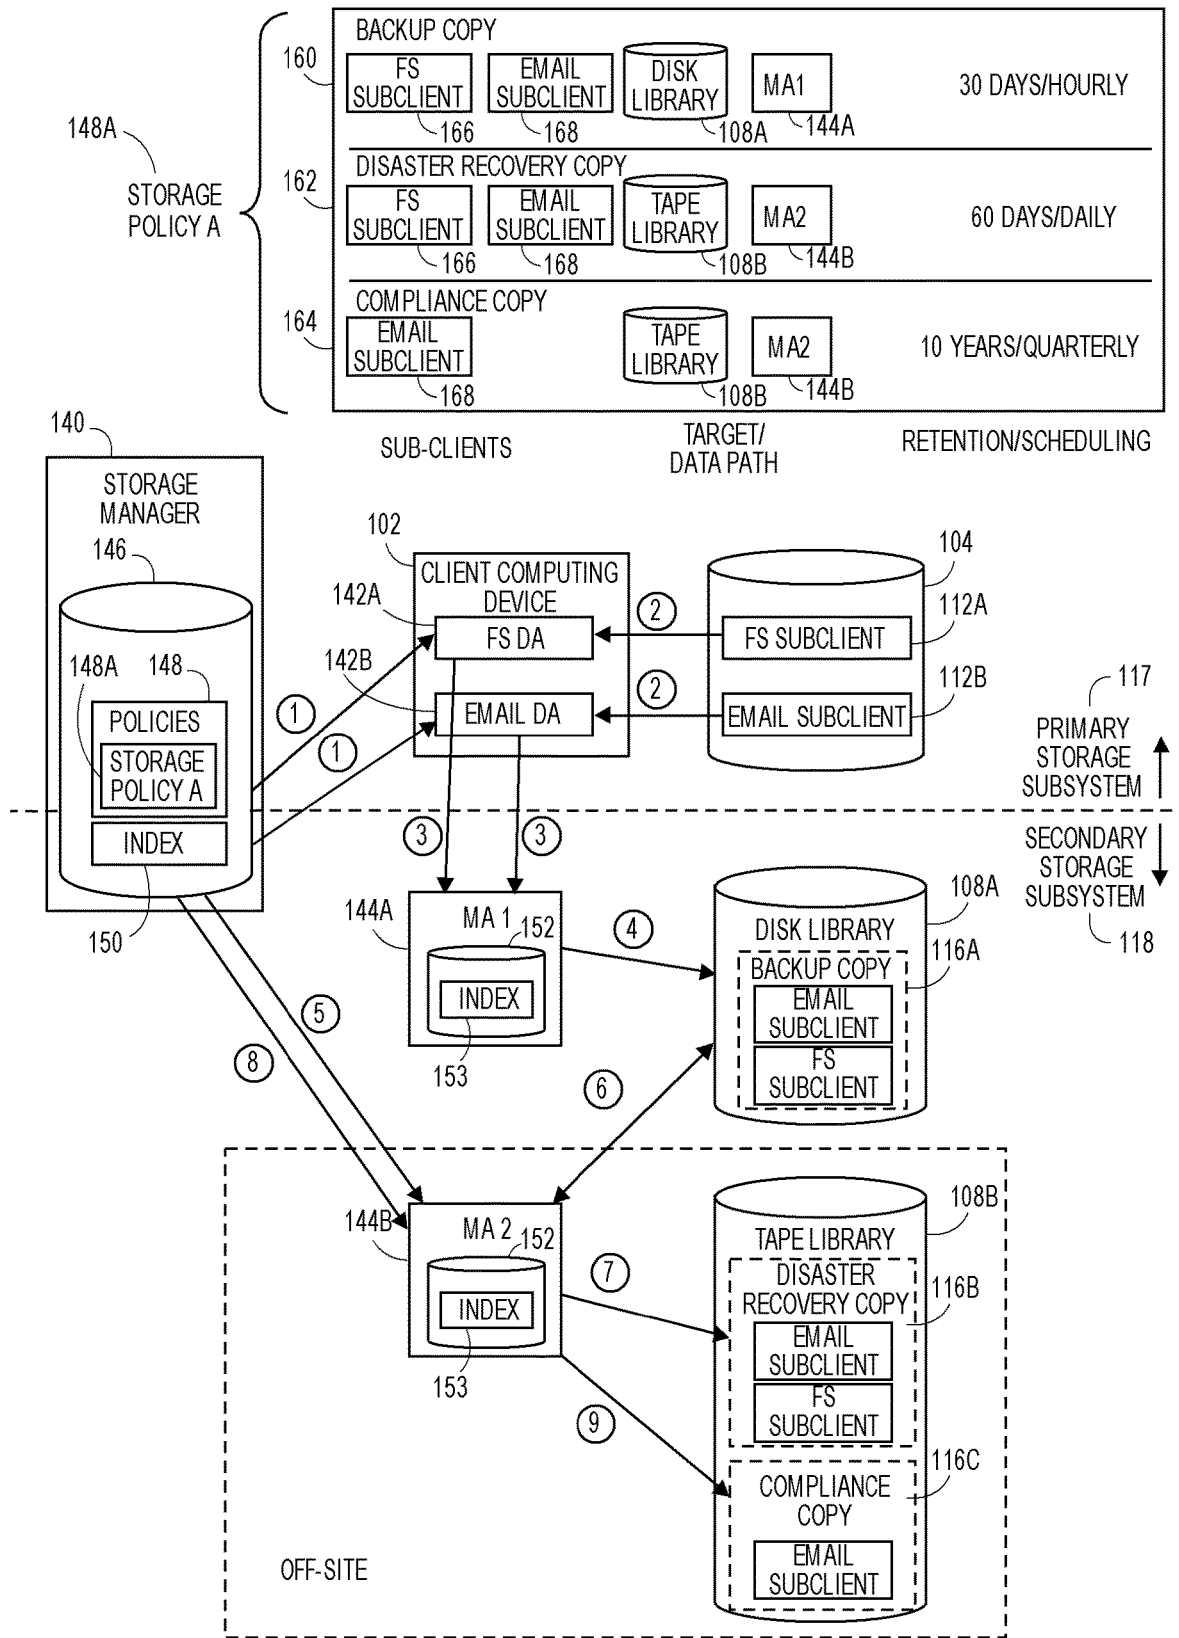 BACKUP COPY
160
FS
SUBCLIENT
166
EMAIL
SUBCLIENT
168
DISK
LIBRARY
108A
MA1
144A
30 DAYS/HOURLY
148A
STORAGE
POLICY A
DISASTER RECOVERY COPY
162
FS
SUBCLIENT
166
EMAIL
SUBCLIENT
168
TAPE
LIBRARY
108B
MA2
144B
60 DAYS/DAILY
COMPLIANCE COPY
164
EMAIL
SUBCLIENT
168
TAPE
LIBRARY
108B
MA2
144B
10 YEARS/QUARTERLY
SUB-CLIENTS
TARGET/
DATA PATH
RETENTION/SCHEDULING
140
STORAGE
MANAGER
146
148A
148
POLICIES
STORAGE
POLICY A
INDEX
150
102
CLIENT COMPUTING
DEVICE
142A
FS DA
142B
EMAIL DA
104
FS SUBCLIENT
112A
EMAIL SUBCLIENT
112B
1
1
2
2
117
PRIMARY
STORAGE
SUBSYSTEM
SECONDARY
STORAGE
SUBSYSTEM
118
3
3
144A
MA 1
152
INDEX
153
4
108A
DISK LIBRARY
116A
BACKUP COPY
EMAIL
SUBCLIENT
FS
SUBCLIENT
5
8
6
144B
MA 2
152
INDEX
153
7
9
108B
TAPE LIBRARY
DISASTER
RECOVERY COPY
116B
EMAIL
SUBCLIENT
FS
SUBCLIENT
116C
COMPLIANCE
COPY
EMAIL
SUBCLIENT
OFF-SITE